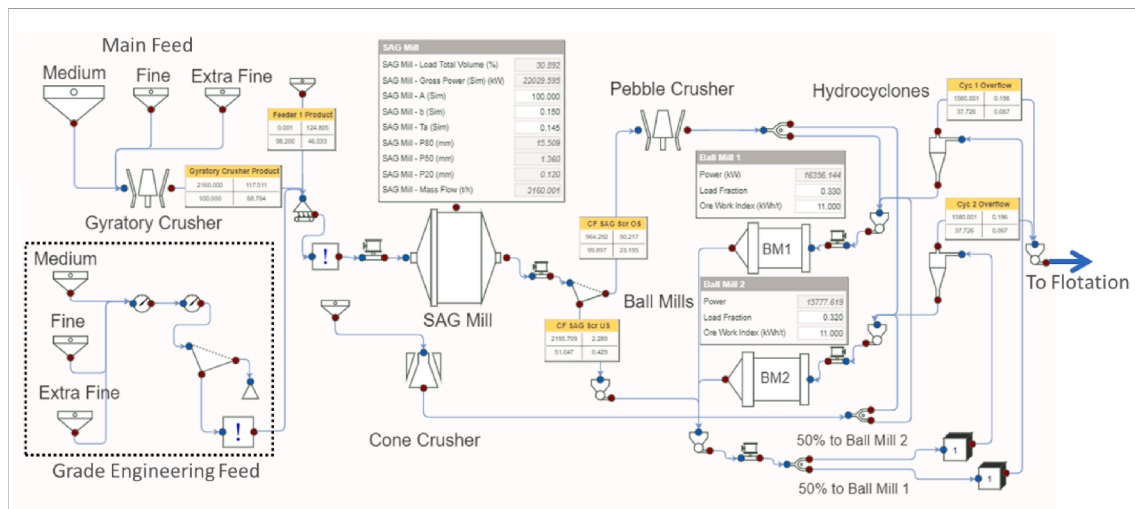 Main Feed
Medium
Fine
Extra Fine
Feeder 1 Product
0.001 124.805
98.200 46.033
Gyratory Crusher Product
2160.000 117.511
100.000 68.764
Gyratory Crusher
SAG Mill
SAG Mill - Load Total Volume (%) 30.892
SAG Mill - Gross Power (Sim) (kW) 22029.595
SAG Mill - A (Sim) 100.000
SAG Mill - b (Sim) 0.150
SAG Mill - Ta (Sim) 0.145
SAG Mill - P80 (mm) 15.509
SAG Mill - P50 (mm) 1.360
SAG Mill - P20 (mm) 0.120
SAG Mill - Mass Flow (t/h) 3160.001
!
SAG Mill
Pebble Crusher
CF SAG Scr OS
964.292 50.217
99.897 23.195
CF SAG Scr US
2195.709 2.289
51.047 0.429
Hydrocyclones
Ball Mill 1
Power (kW) 16356.144
Load Fraction 0.330
Ore Work Index (kWh/t) 11.000
BM1
Ball Mills
Ball Mill 2
Power 15777.619
Load Fraction 0.320
Ore Work Index (kWh/t) 11.000
BM2
Cyc 1 Overflow
1580.001 0.196
37.726 0.067
Cyc 2 Overflow
1580.001 0.196
37.726 0.067
To Flotation
Medium
Fine
Extra Fine
!
Grade Engineering Feed
Cone Crusher
50% to Ball Mill 2
1
50% to Ball Mill 1
1